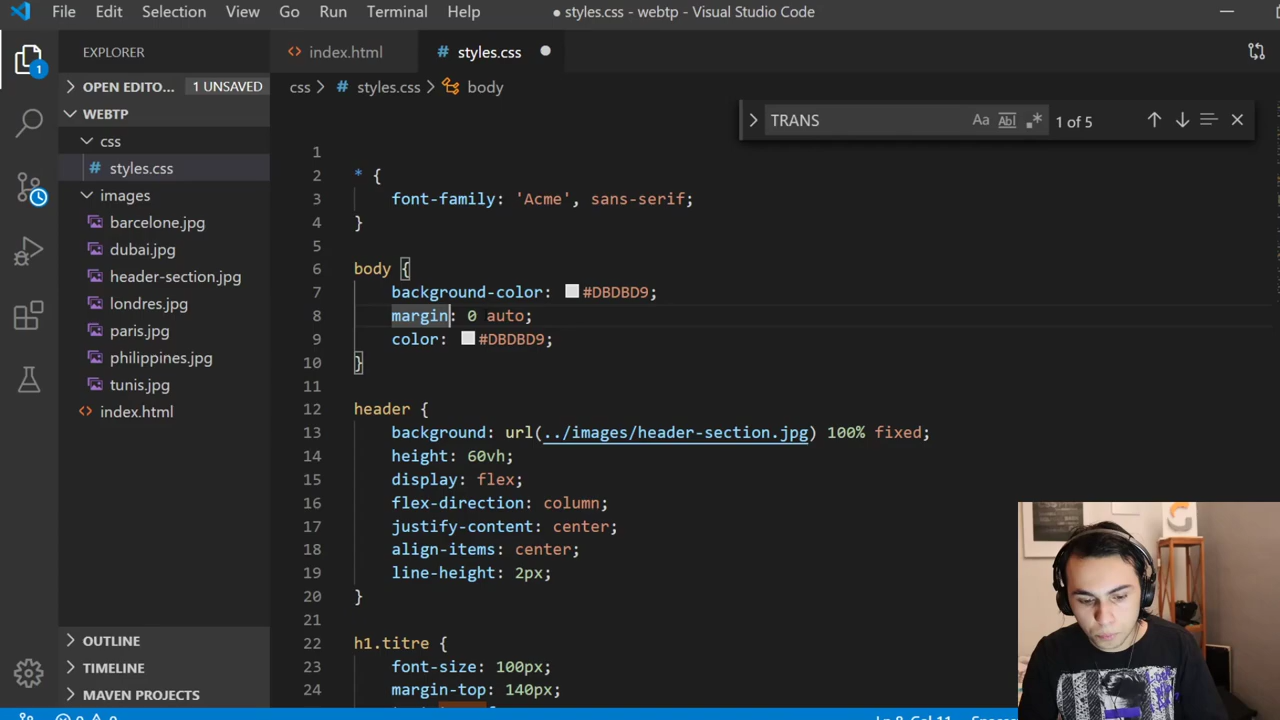 File Edit Selection View Go Run Terminal Help ● styles.css - webtp - Visual Studio Code
EXPLORER
index.html
# styles.css
OPEN EDITO... 1 UNSAVED
css > # styles.css > body
WEBTP
TRANS Aa Abl 1 of 5
css
# styles.css
images
barcelone.jpg
dubai.jpg
header-section.jpg
londres.jpg
paris.jpg
philippines.jpg
tunis.jpg
index.html
OUTLINE
TIMELINE
MAVEN PROJECTS
1
1
2 * {
3 font-family: 'Acme', sans-serif;
4 }
5
6 body {
7 background-color: #DBDBD9;
8 margin: 0 auto;
9 color: #DBDBD9;
10 }
11
12 header {
13 background: url(../images/header-section.jpg) 100% fixed;
14 height: 60vh;
15 display: flex;
16 flex-direction: column;
17 justify-content: center;
18 align-items: center;
19 line-height: 2px;
20 }
21
22 h1.titre {
23 font-size: 100px;
24 margin-top: 140px;